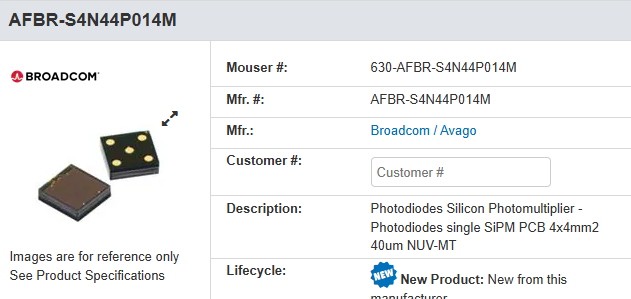 AFBR-S4N44P014M
BROADCOM
Mouser #:
630-AFBR-S4N44P014M
Mfr. #:
AFBR-S4N44P014M
Mfr.:
Broadcom / Avago
Customer #:
Customer #
Description:
Photodiodes Silicon Photomultiplier -
Photodiodes single SiPM PCB 4x4mm2
40um NUV-MT
Images are for reference only
See Product Specifications
Lifecycle:
NEW
New Product: New from this
manufacturer